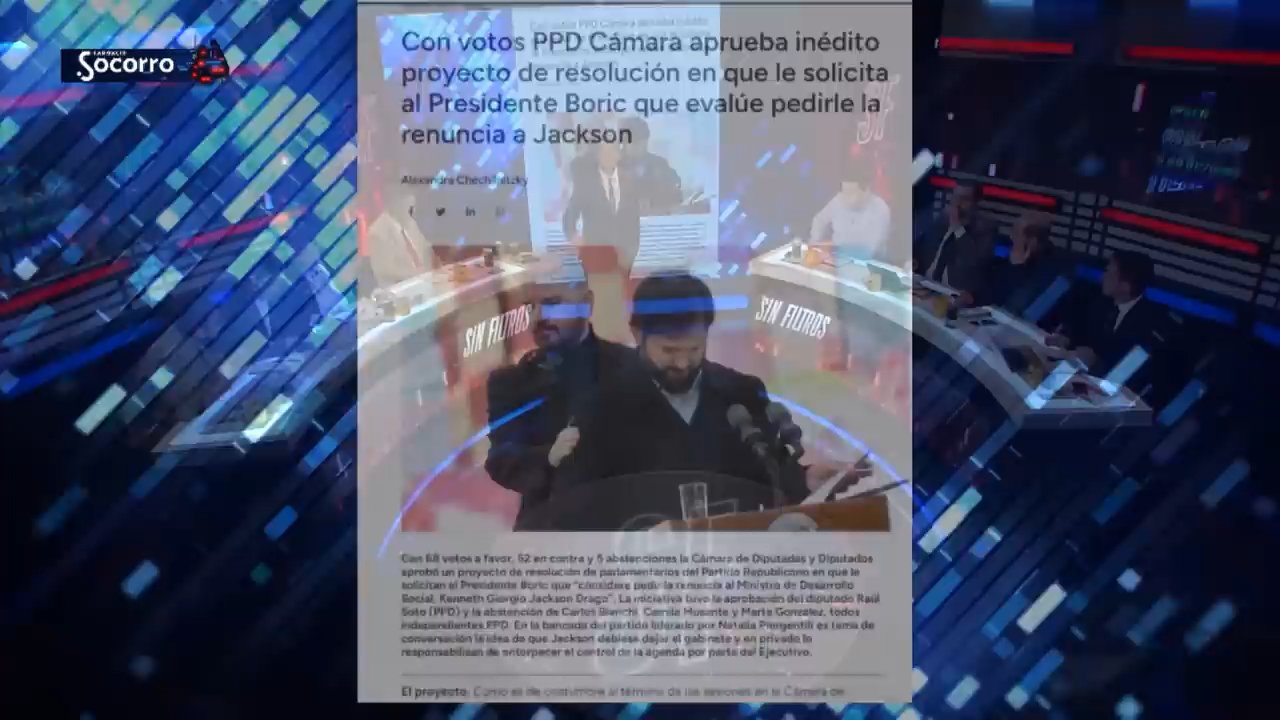 FUNDACIÓN
Socorro
Con votos PPD Cámara aprueba inédito
proyecto de resolución en que le solicita
al Presidente Boric que evalúe pedirle la
renuncia a Jackson
Alexandra Chechilnitzky
SIN FILTROS
SIN FILTROS
Con 68 votos a favor, 52 en contra y 5 abstenciones la Cámara de Diputadas y Diputados
aprobó un proyecto de resolución de parlamentarios del Partido Republicano en que le
solicitan al Presidente Boric que "considere pedir la renuncia al Ministro de Desarrollo
Social, Kenneth Giorgio Jackson Drago". La iniciativa tuvo la aprobación del diputado Raúl
Soto (PPD) y la abstención de Carlos Bianchi, Camila Musante y Marta González, todos
independientes PPD. En la bancada del partido liderado por Natalia Piergentili es tema de
conversación la idea de que Jackson debiese dejar el gabinete y en privado lo
responsabilizan de entorpecer el control de la agenda por parte del Ejecutivo.
El proyecto. Como es de costumbre al término de las sesiones en la Cámara de